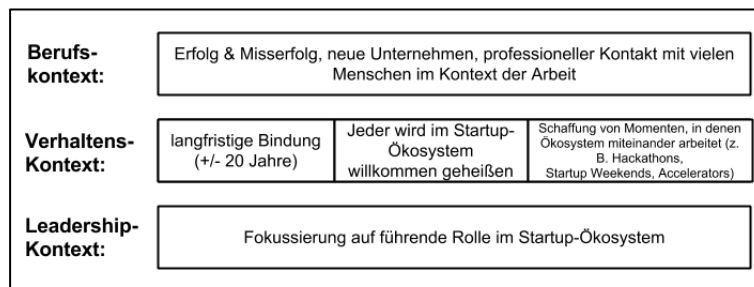 Berufs-
kontext:
Erfolg & Misserfolg, neue Unternehmen, professioneller Kontakt mit vielen
Menschen im Kontext der Arbeit
Verhaltens-
Kontext:
langfristige Bindung
(+/- 20 Jahre)
Jeder wird im Startup-
Ökosystem
willkommen geheißen
Schaffung von Momenten, in denen
Ökosystem miteinander arbeitet (z.
B. Hackathons,
Startup Weekends, Accelerators)
Leadership-
Kontext:
Fokussierung auf führende Rolle im Startup-Ökosystem